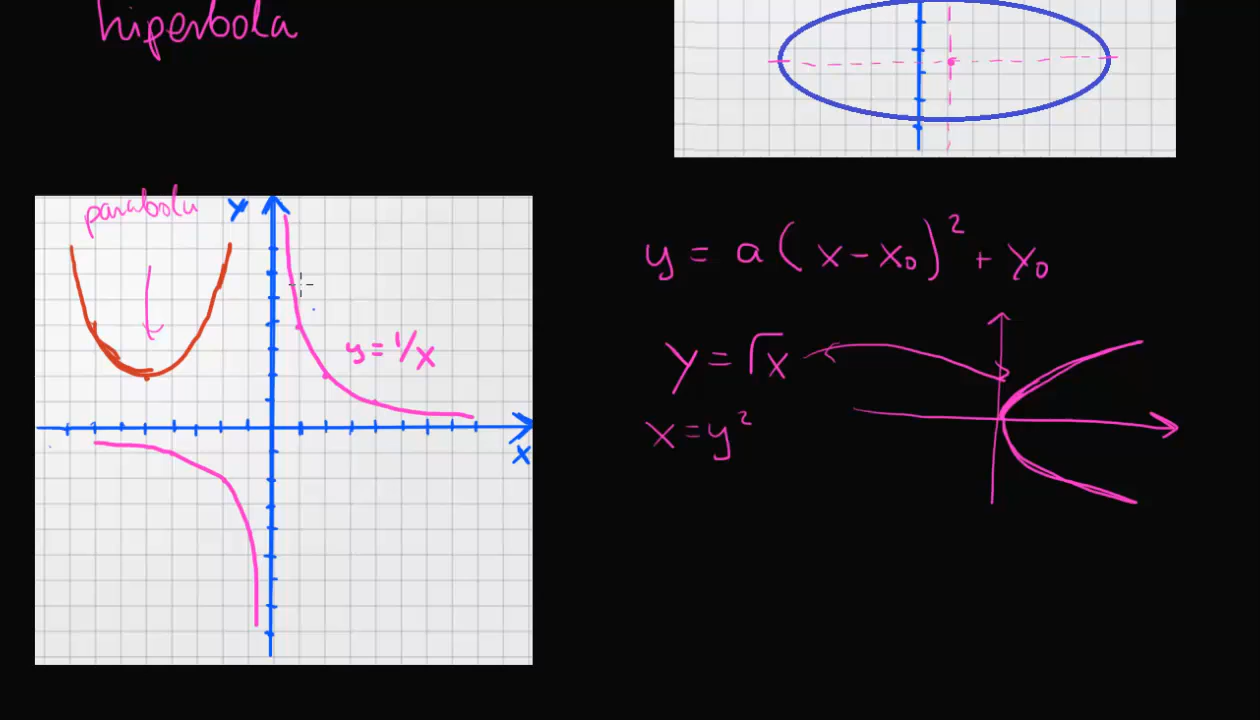 hiperbola
parabola
y
x
y = 1/x
y = a(x - x₀)² + y₀
y = √x
x = y²